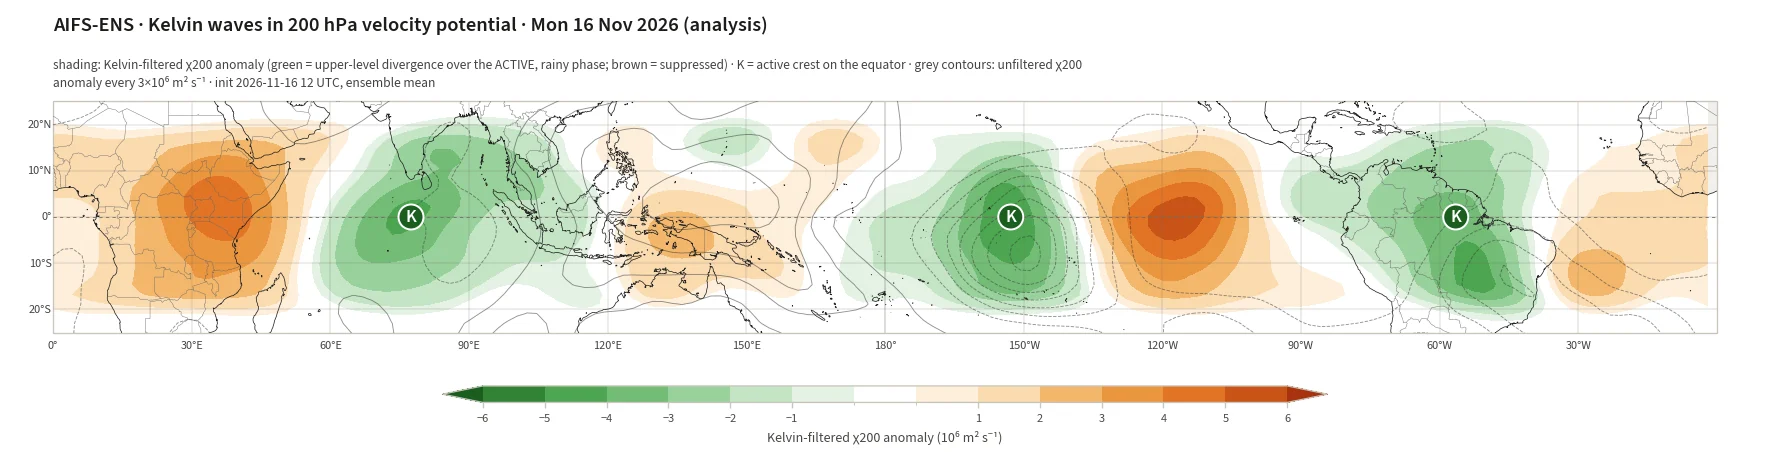 AIFS-ENS · Kelvin waves in 200 hPa velocity potential · Mon 16 Nov 2026 (analysis)
shading: Kelvin-filtered χ200 anomaly (green = upper-level divergence over the ACTIVE, rainy phase; brown = suppressed) · K = active crest on the equator · grey contours: unfiltered χ200
anomaly every 3×10⁶ m² s⁻¹ · init 2026-11-16 12 UTC, ensemble mean
20°N
10°N
0°
10°S
20°S
K K K
0° 30°E 60°E 90°E 120°E 150°E 180° 150°W 120°W 90°W 60°W 30°W
−6 −5 −4 −3 −2 −1 1 2 3 4 5 6
Kelvin-filtered χ200 anomaly (10⁶ m² s⁻¹)